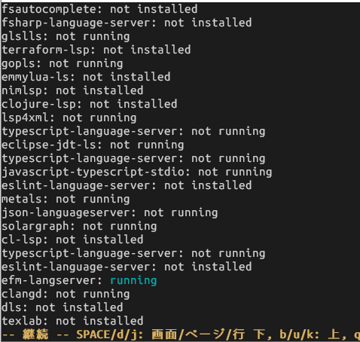 fsautocomplete: not installed
fsharp-language-server: not installed
glslls: not running
terraform-lsp: not installed
gopls: not running
emmylua-ls: not installed
nimlsp: not installed
clojure-lsp: not installed
lsp4xml: not running
typescript-language-server: not running
eclipse-jdt-ls: not running
typescript-language-server: not running
javascript-typescript-stdio: not running
eslint-language-server: not installed
metals: not running
json-languageserver: not running
solargraph: not running
cl-lsp: not installed
typescript-language-server: not running
eslint-language-server: not installed
efm-langserver: running
clangd: not running
dls: not installed
texlab: not installed
-- 継続 -- SPACE/d/j: 画面/ページ/行 下, b/u/k: 上, q